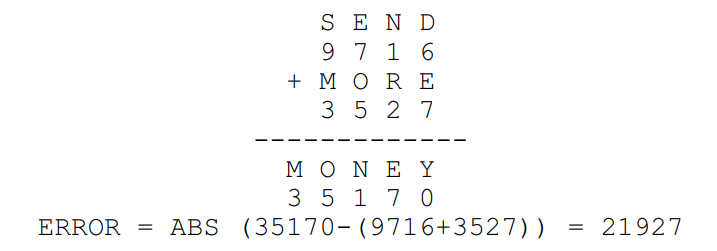 S E N D
9 7 1 6
+ M O R E
3 5 2 7
-------------
M O N E Y
3 5 1 7 0
ERROR = ABS (35170-(9716+3527)) = 21927